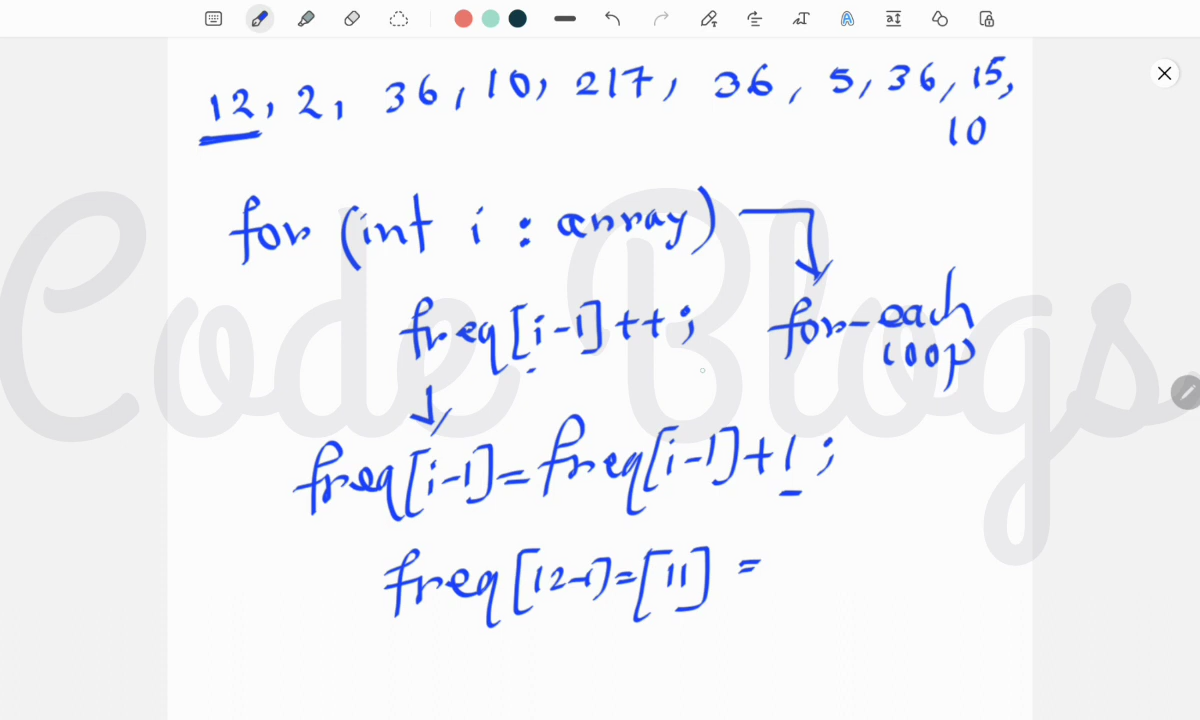 12, 2, 36, 10, 217, 36, 5, 36, 15,
10
for (int i : array)
freq[i-1]++; for-each
loop
freq[i-1]=freq[i-1]+1;
freq[12-1]=[11] =
Code Blogs